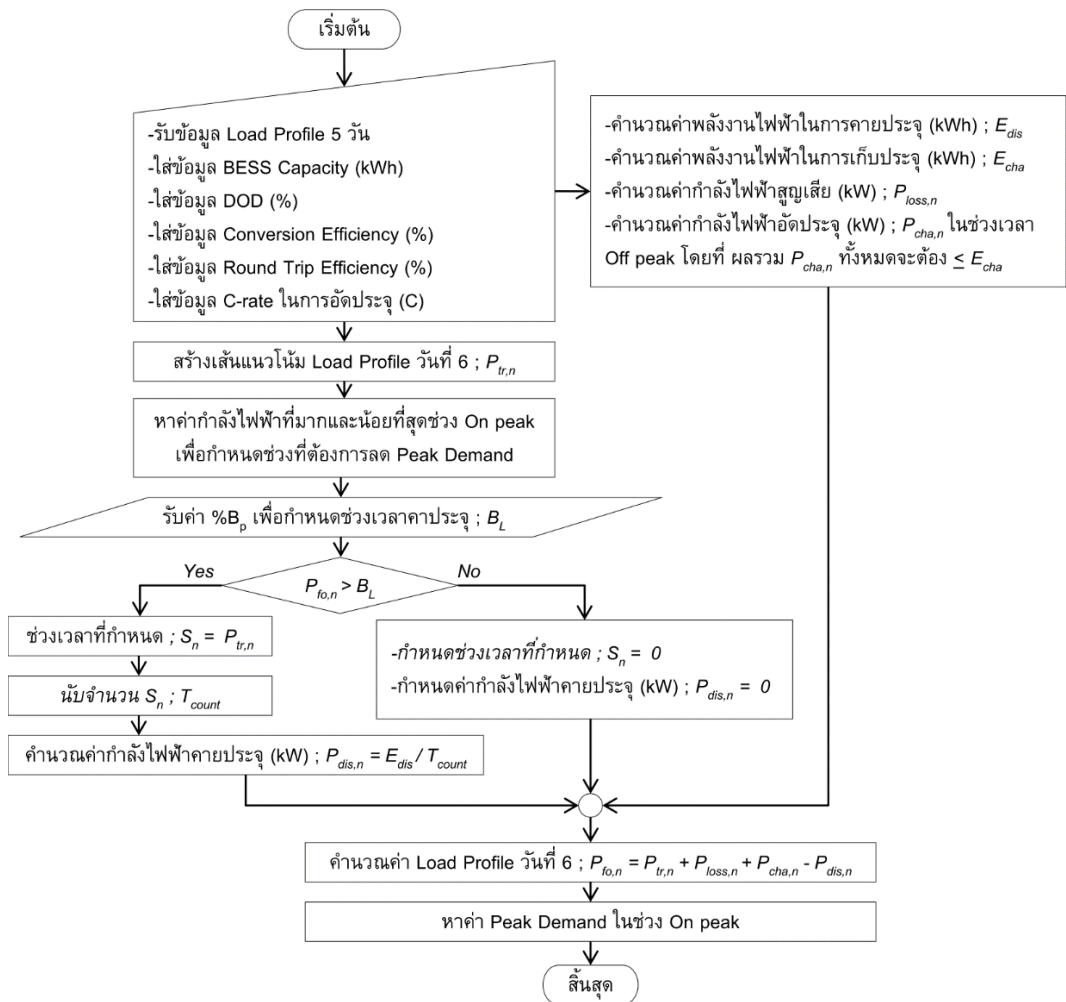 เริ่มต้น
-รับข้อมูล Load Profile 5 วัน
-ใส่ข้อมูล BESS Capacity (kWh)
-ใส่ข้อมูล DOD (%)
-ใส่ข้อมูล Conversion Efficiency (%)
-ใส่ข้อมูล Round Trip Efficiency (%)
-ใส่ข้อมูล C-rate ในการอัดประจุ (C)
-คำนวณค่าพลังงานไฟฟ้าในการคายประจุ (kWh) ; E_dis
-คำนวณค่าพลังงานไฟฟ้าในการเก็บประจุ (kWh) ; E_cha
-คำนวณค่ากำลังไฟฟ้าสูญเสีย (kW) ; P_loss,n
-คำนวณค่ากำลังไฟฟ้าอัดประจุ (kW) ; P_cha,n ในช่วงเวลา
Off peak โดยที่ ผลรวม P_cha,n ทั้งหมดจะต้อง ≤ E_cha
สร้างเส้นแนวโน้ม Load Profile วันที่ 6 ; P_tr,n
หาค่ากำลังไฟฟ้าที่มากและน้อยที่สุดช่วง On peak
เพื่อกำหนดช่วงที่ต้องการลด Peak Demand
รับค่า %B_p เพื่อกำหนดช่วงเวลาคาประจุ ; B_L
Yes
P_fo,n > B_L
No
ช่วงเวลาที่กำหนด ; S_n = P_tr,n
นับจำนวน S_n ; T_count
คำนวณค่ากำลังไฟฟ้าคายประจุ (kW) ; P_dis,n = E_dis / T_count
-กำหนดช่วงเวลาที่กำหนด ; S_n = 0
-กำหนดค่ากำลังไฟฟ้าคายประจุ (kW) ; P_dis,n = 0
คำนวณค่า Load Profile วันที่ 6 ; P_fo,n = P_tr,n + P_loss,n + P_cha,n - P_dis,n
หาค่า Peak Demand ในช่วง On peak
สิ้นสุด